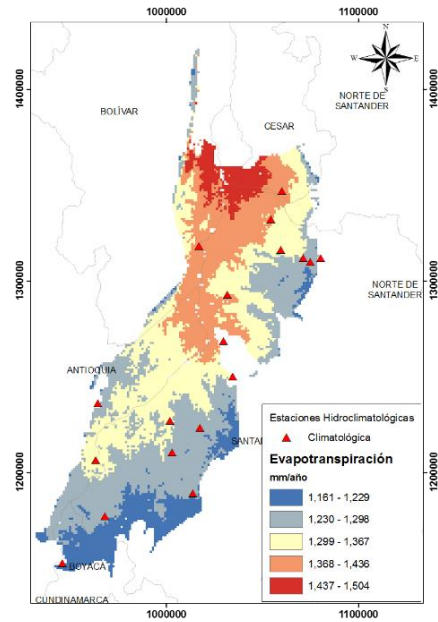 1000000
1100000
1400000
1400000
N
W
E
S
NORTE DE
SANTANDER
BOLÍVAR
CESAR
1300000
1300000
NORTE DE
SANTANDER
ANTIOQUIA
Estaciones Hidroclimatológicas
Climatológica
SANTAN
Evapotranspiración
mm/año
1,161 - 1,229
1,230 - 1,298
1,299 - 1,367
1,368 - 1,436
1,437 - 1,504
1200000
1200000
BOYACA
CUNDINAMARCA
1000000
1100000